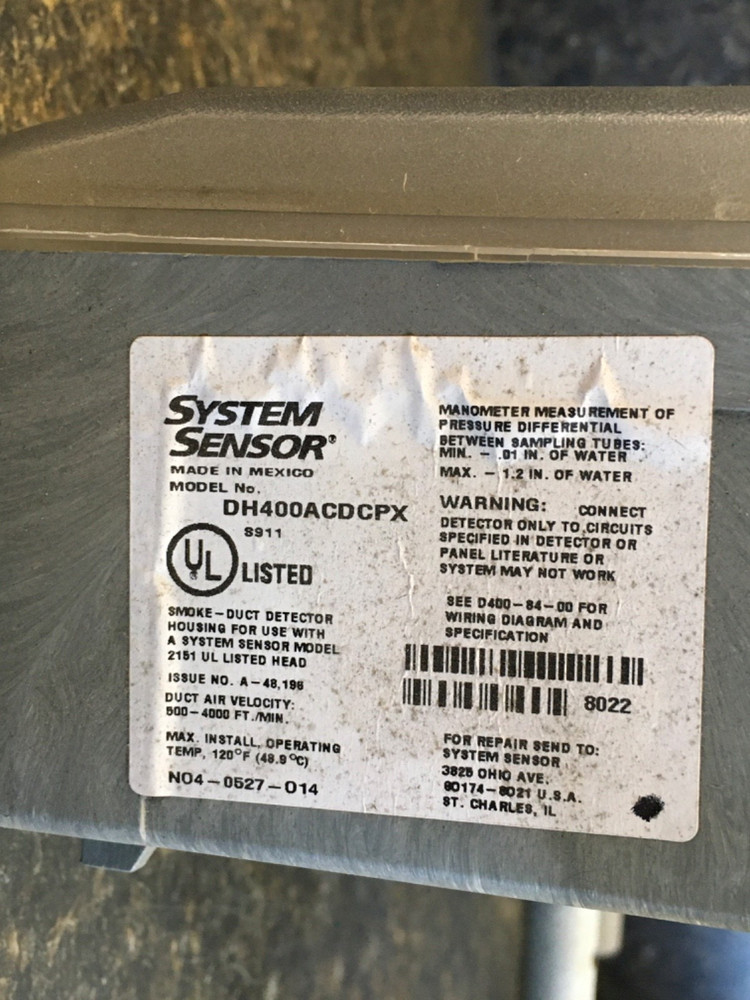 SYSTEM
SENSOR®
MADE IN MEXICO
MODEL No.
DH400ACDCPX
S911
UL LISTED
SMOKE-DUCT DETECTOR
HOUSING FOR USE WITH
A SYSTEM SENSOR MODEL
2151 UL LISTED HEAD
ISSUE NO. A-48,196
DUCT AIR VELOCITY:
500-4000 FT./MIN.
MAX. INSTALL. OPERATING
TEMP. 120°F (48.9°C)
N04-0527-014
MANOMETER MEASUREMENT OF
PRESSURE DIFFERENTIAL
BETWEEN SAMPLING TUBES:
MIN. - .01 IN. OF WATER
MAX. - 1.2 IN. OF WATER
WARNING: CONNECT
DETECTOR ONLY TO CIRCUITS
SPECIFIED IN DETECTOR OR
PANEL LITERATURE OR
SYSTEM MAY NOT WORK
SEE D400-84-00 FOR
WIRING DIAGRAM AND
SPECIFICATION
8022
FOR REPAIR SEND TO:
SYSTEM SENSOR
3825 OHIO AVE.
60174-8021 U.S.A.
ST. CHARLES, IL